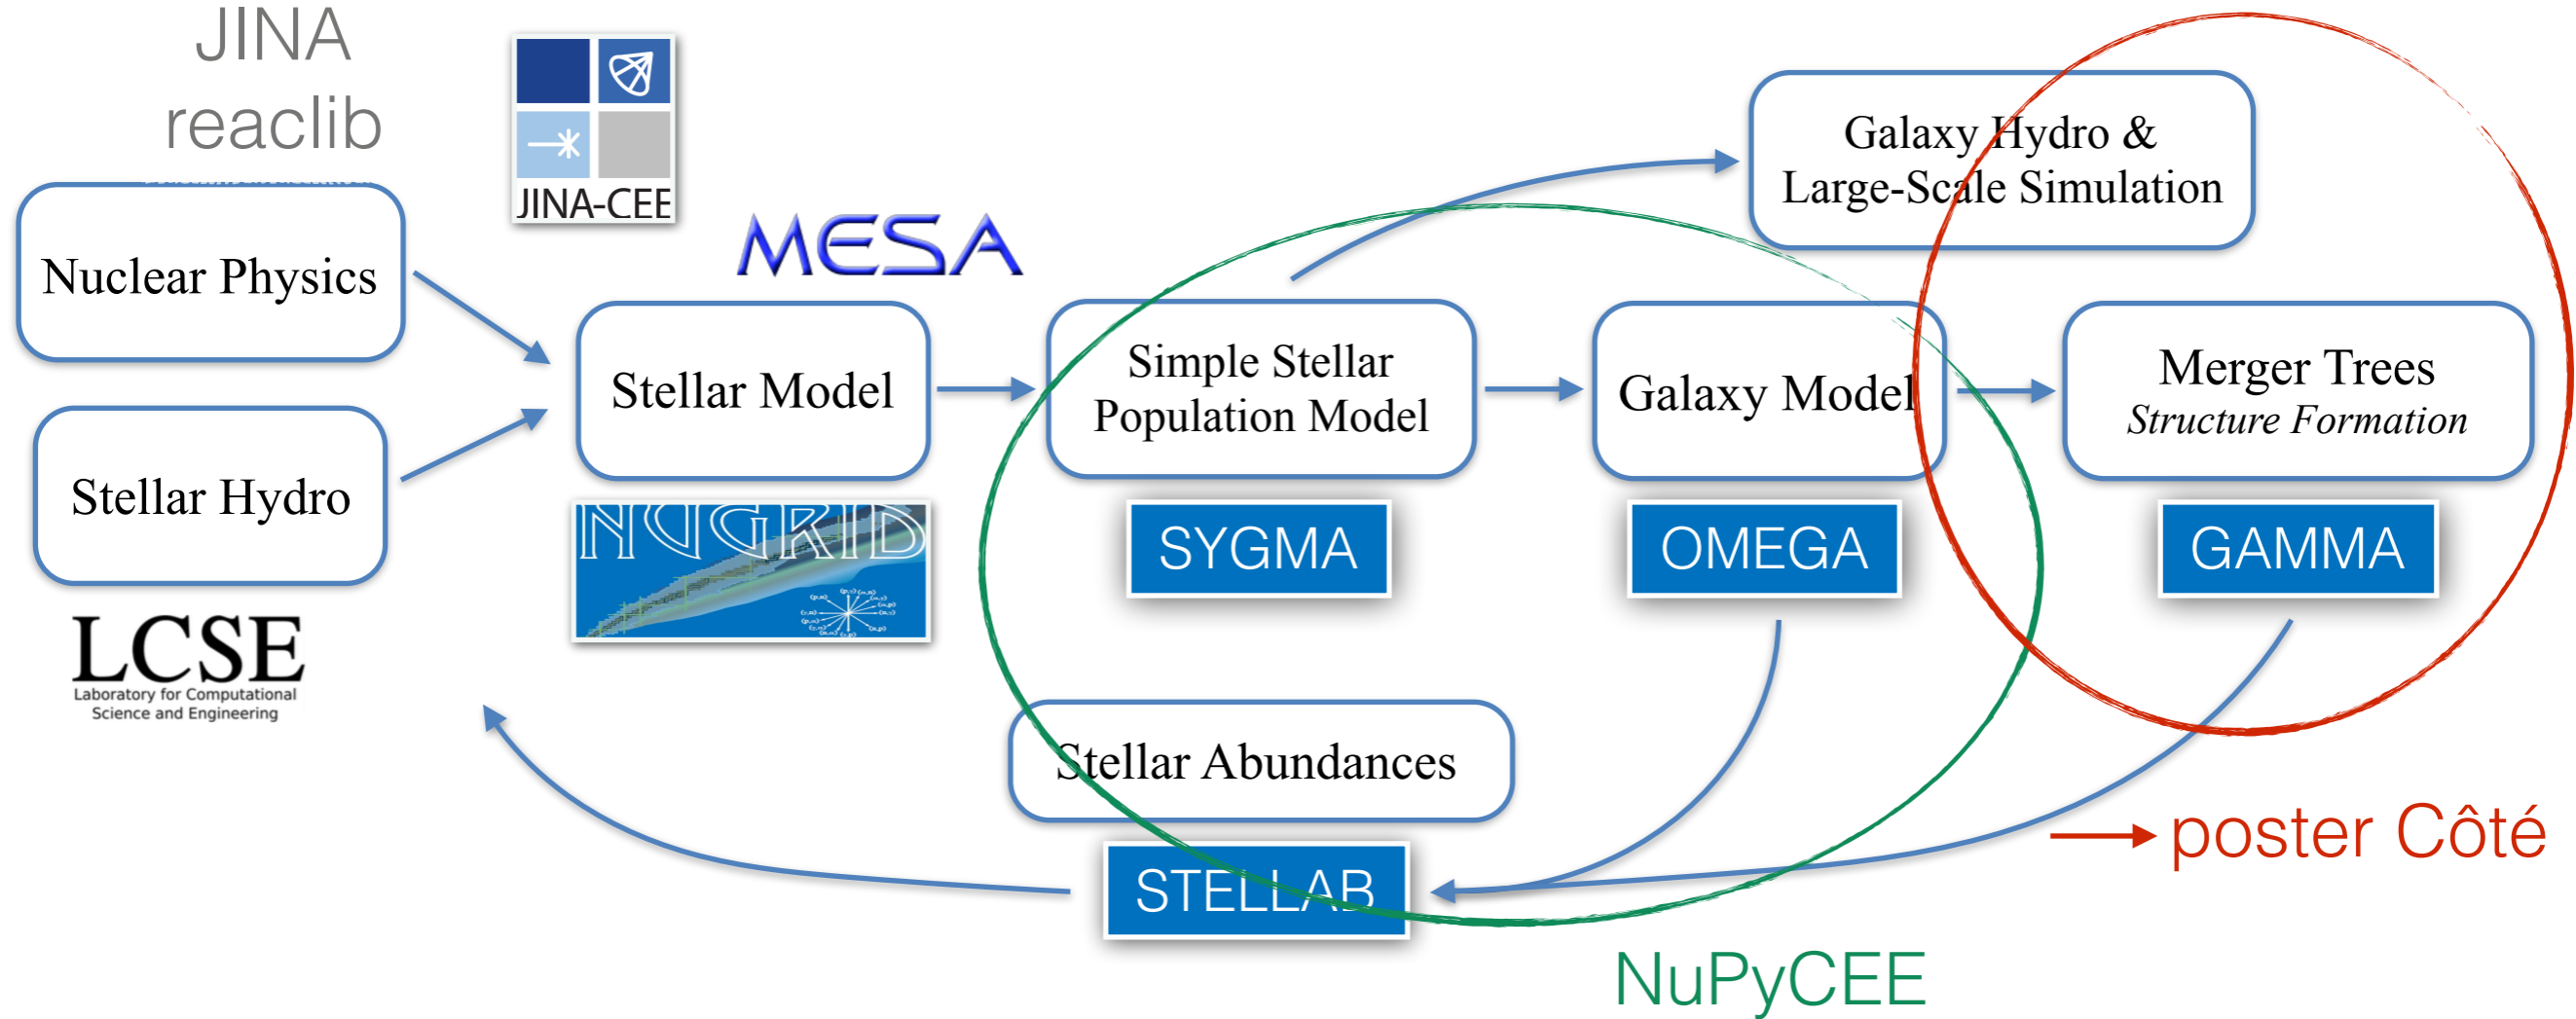 JINA
reaclib
JINA-CEE
MESA
Galaxy Hydro &
Large-Scale Simulation
Nuclear Physics
Stellar Hydro
Stellar Model
Simple Stellar
Population Model
Galaxy Model
Merger Trees
Structure Formation
NUGRID
SYGMA
OMEGA
GAMMA
LCSE
Laboratory for Computational
Science and Engineering
Stellar Abundances
STELLAB
poster Côté
NuPyCEE